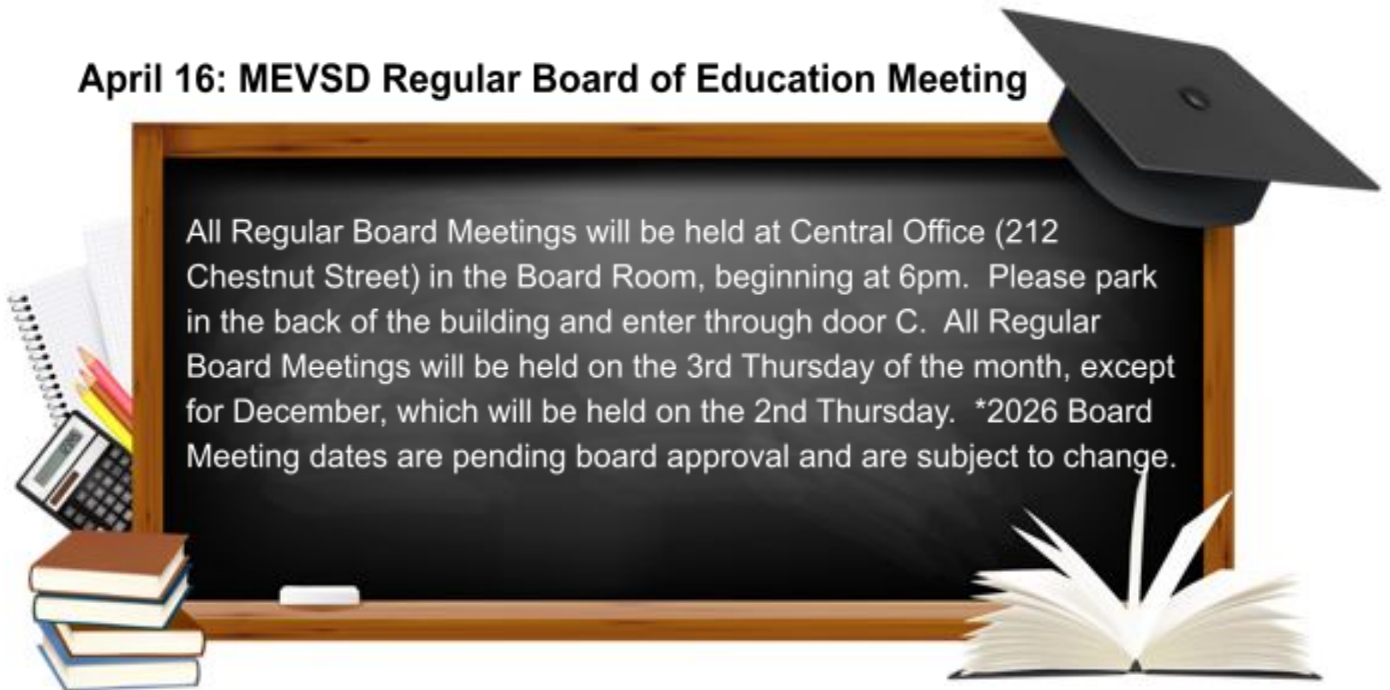 April 16: MEVSD Regular Board of Education Meeting
All Regular Board Meetings will be held at Central Office (212
Chestnut Street) in the Board Room, beginning at 6pm.  Please park
in the back of the building and enter through door C.  All Regular
Board Meetings will be held on the 3rd Thursday of the month, except
for December, which will be held on the 2nd Thursday.  *2026 Board
Meeting dates are pending board approval and are subject to change.